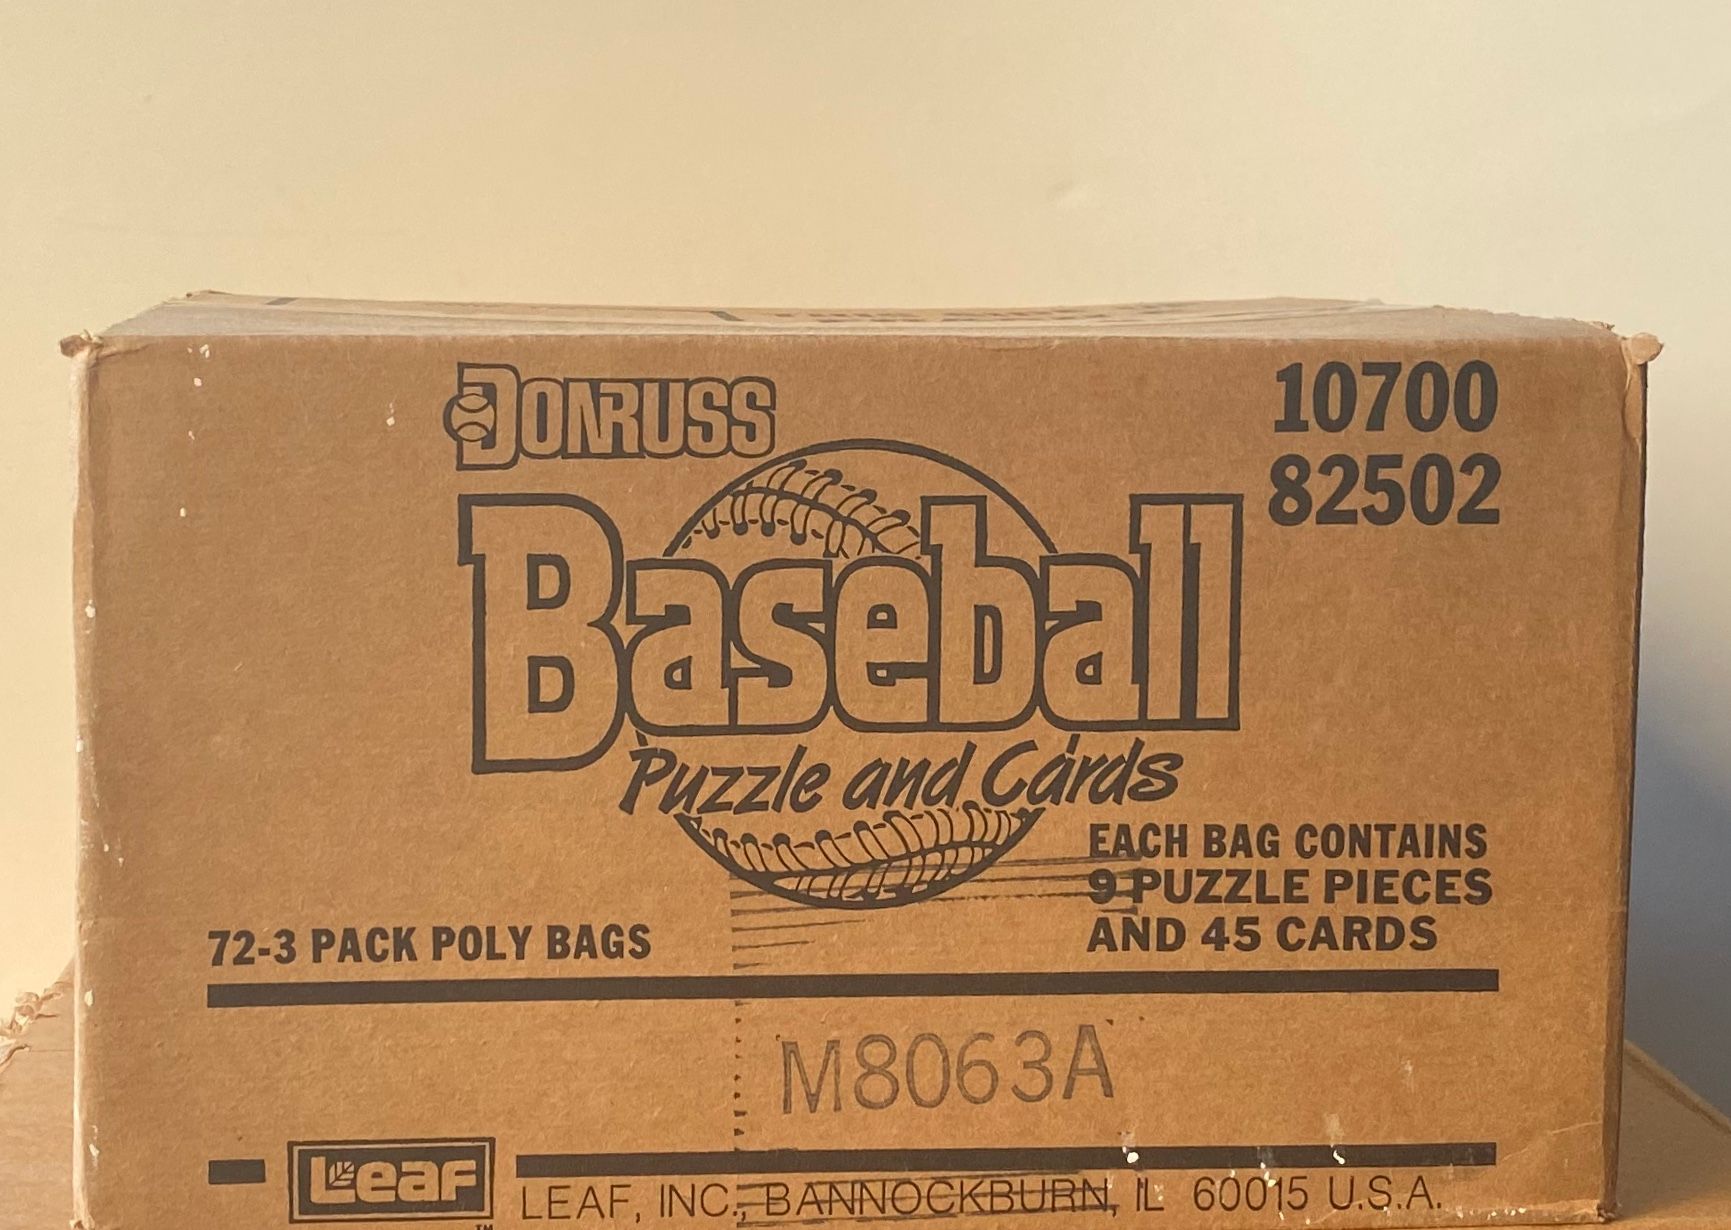 DONRUSS
10700
82502
Baseball
Puzzle and Cards
EACH BAG CONTAINS
9 PUZZLE PIECES
AND 45 CARDS
72-3 PACK POLY BAGS
M8063A
Leaf
™
LEAF, INC., BANNOCKBURN, IL 60015 U.S.A.